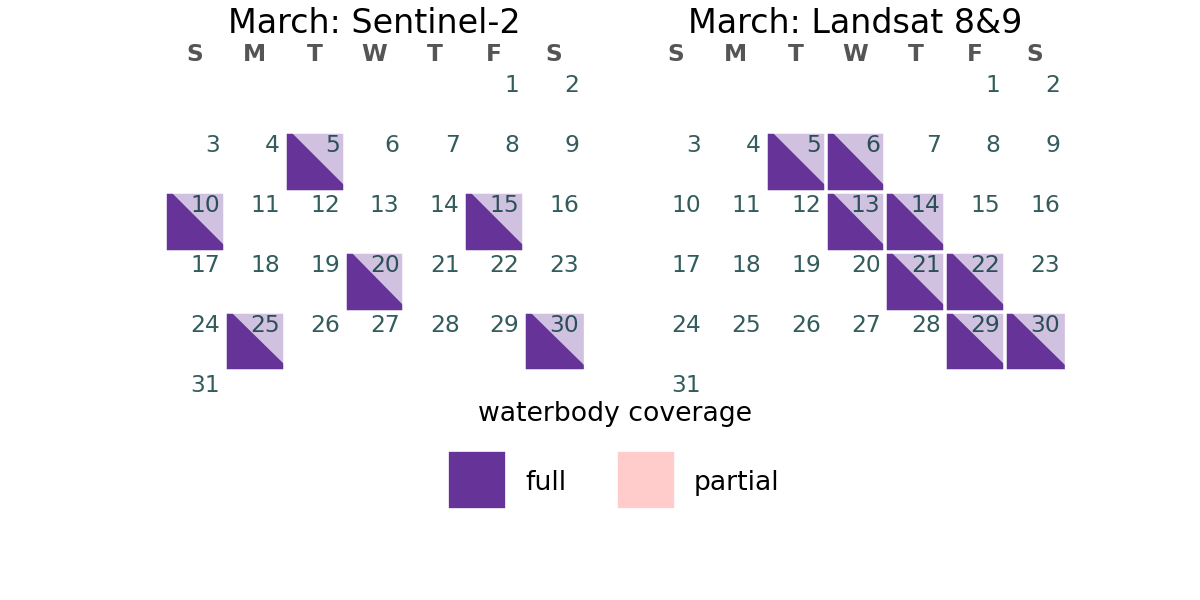 March: Sentinel-2
S M T W T F S
1 2
3 4 5 6 7 8 9
10 11 12 13 14 15 16
17 18 19 20 21 22 23
24 25 26 27 28 29 30
31
March: Landsat 8&9
S M T W T F S
1 2
3 4 5 6 7 8 9
10 11 12 13 14 15 16
17 18 19 20 21 22 23
24 25 26 27 28 29 30
31
waterbody coverage
full partial